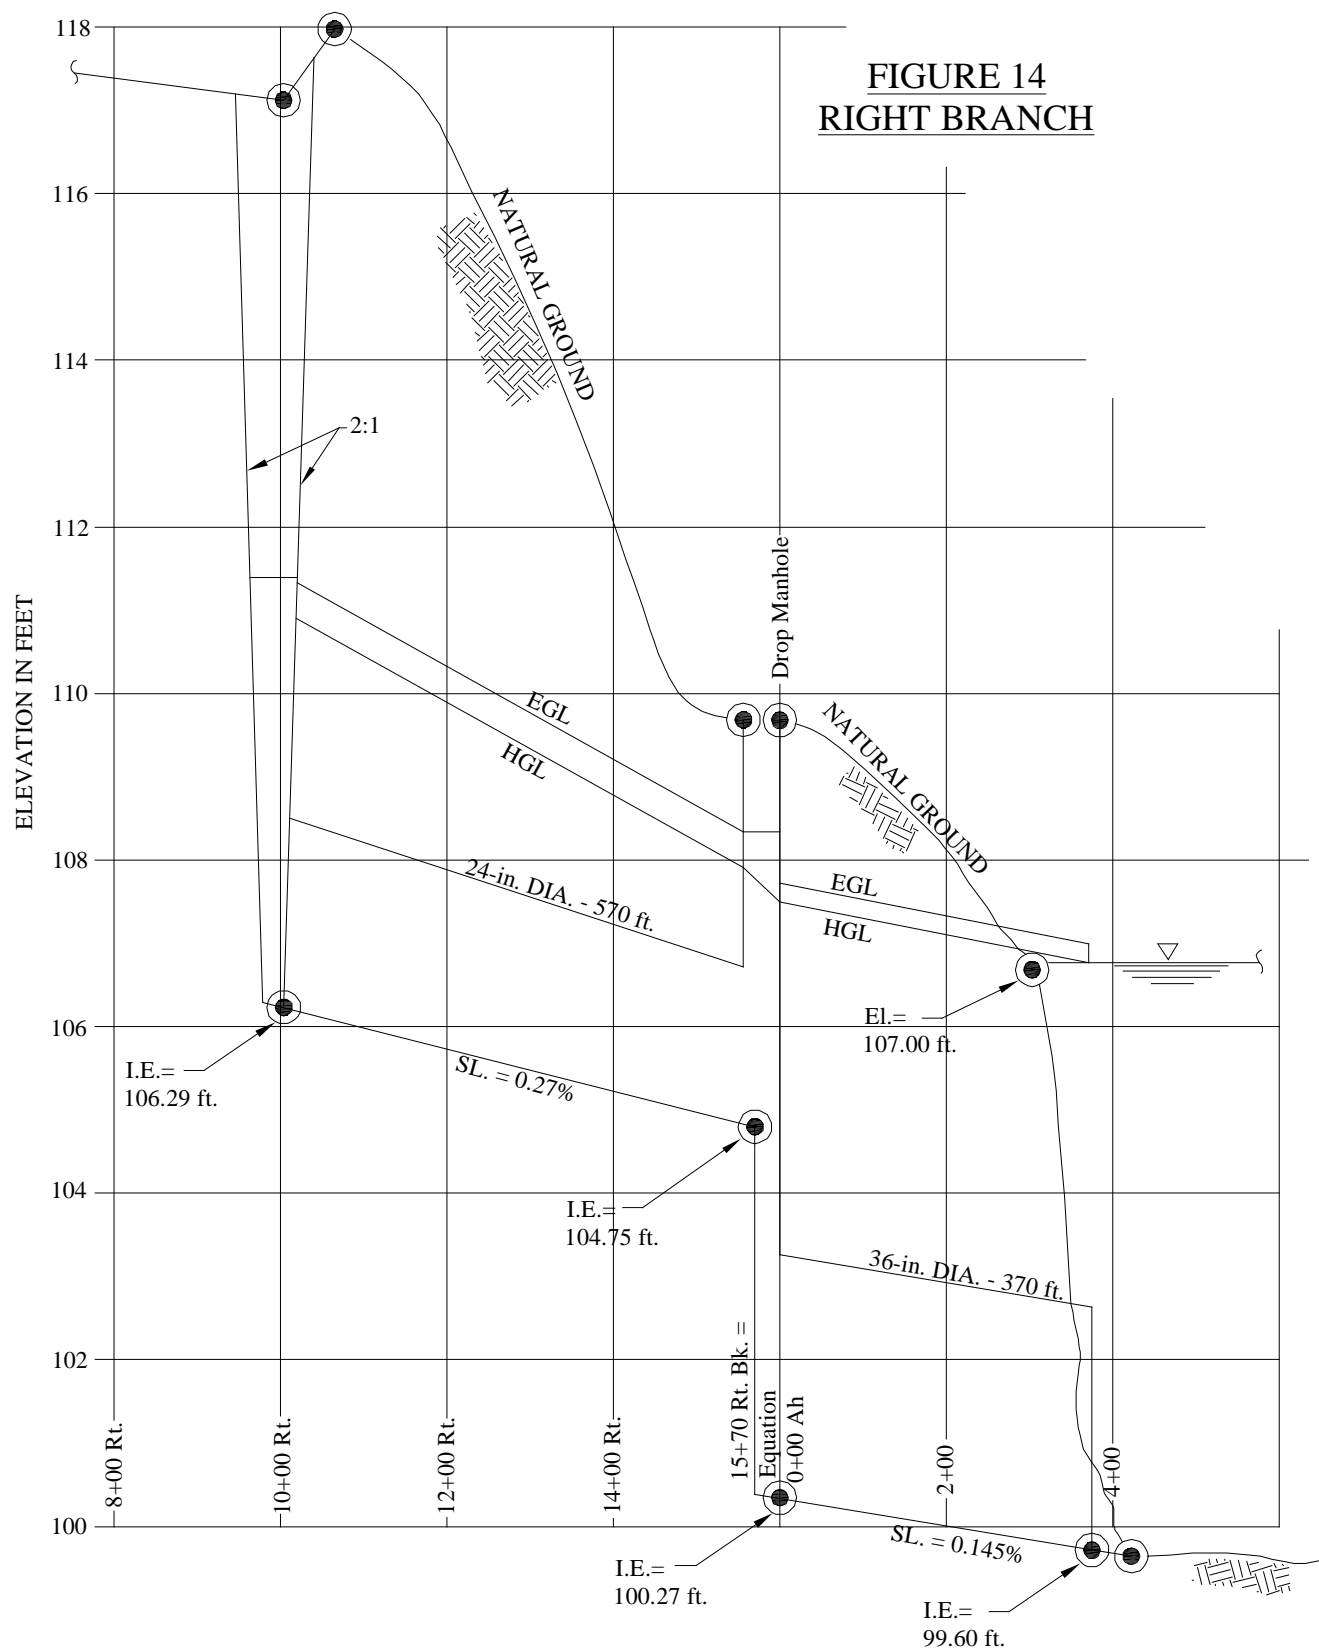 FIGURE 14
RIGHT BRANCH
118
116
114
112
110
108
106
104
102
100
ELEVATION IN FEET
NATURAL GROUND
2:1
Drop Manhole
NATURAL GROUND
EGL
HGL
24-in. DIA. - 570 ft.
EGL
HGL
El.=
107.00 ft.
I.E.=
106.29 ft.
SL. = 0.27%
I.E.=
104.75 ft.
36-in. DIA. - 370 ft.
8+00 Rt.
10+00 Rt.
12+00 Rt.
14+00 Rt.
15+70 Rt. Bk. =
Equation
0+00 Ah
2+00
4+00
SL. = 0.145%
I.E.=
100.27 ft.
I.E.=
99.60 ft.